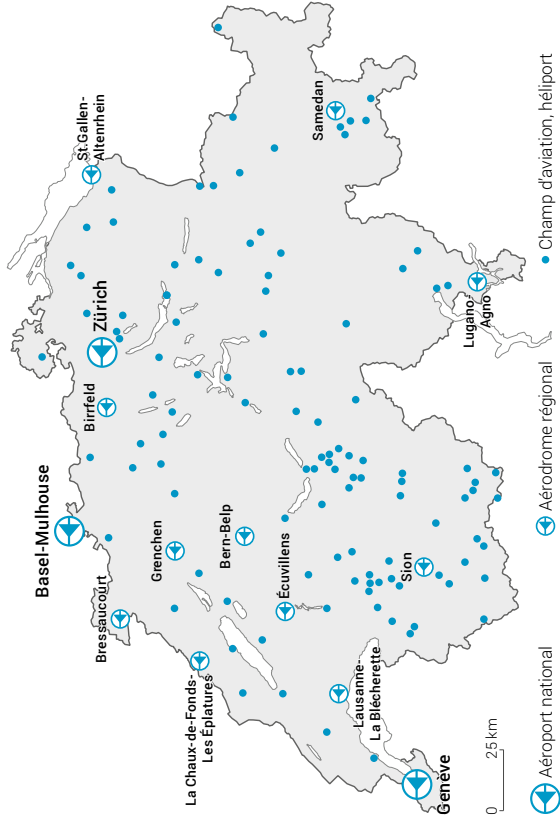 Basel-Mulhouse
Bressaucourt
Birrfeld
Zürich
St.Gallen-
Altenrhein
Grenchen
La Chaux-de-Fonds-
Les Éplatures
Bern-Belp
Écuvillens
Lausanne-
La Blécherette
Genève
Sion
Samedan
Lugano-
Agno
0 25 km
Aéroport national
Aérodrome régional
Champ d'aviation, héliport